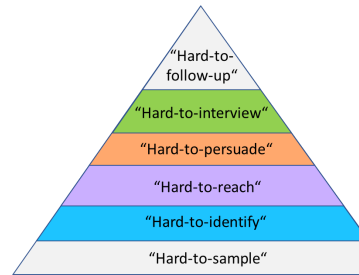 “Hard-to-
follow-up“
“Hard-to-interview“
“Hard-to-persuade“
“Hard-to-reach“
“Hard-to-identify“
“Hard-to-sample“